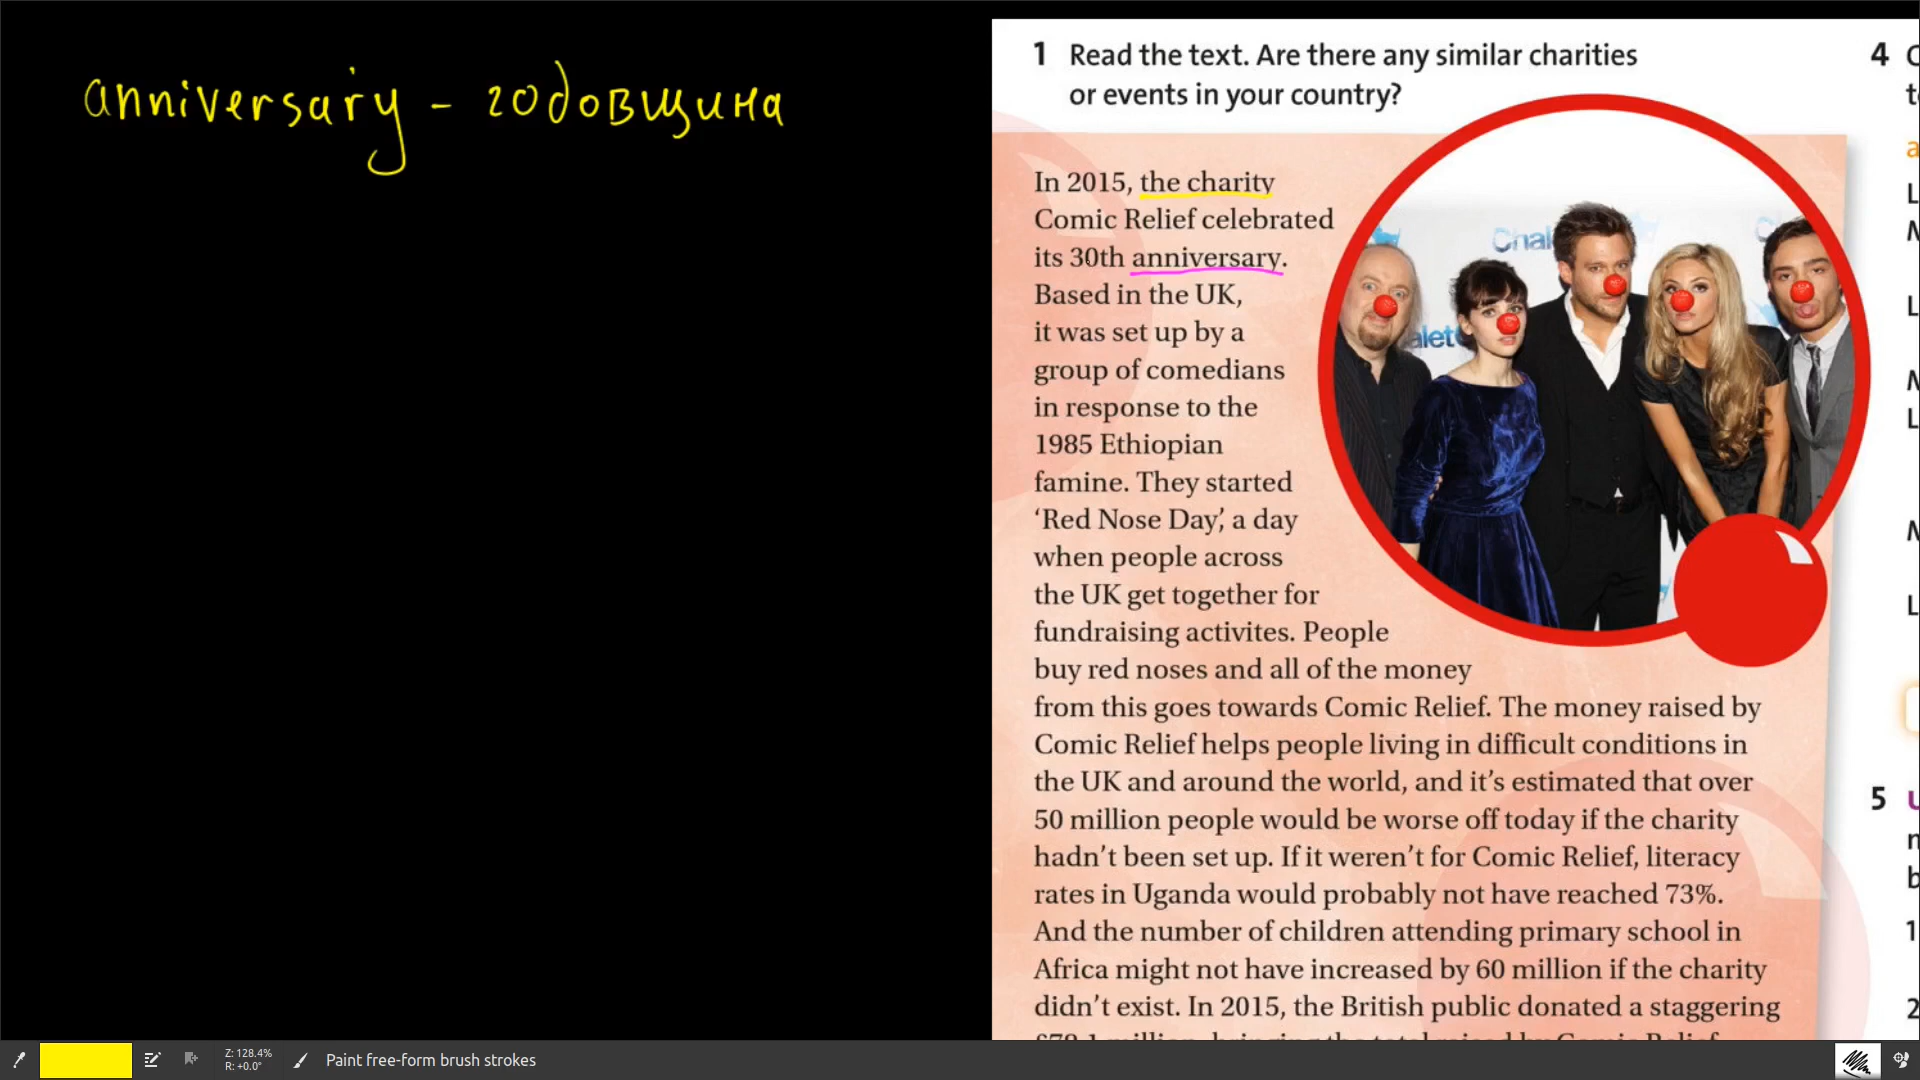 anniversary - годовщина
1 Read the text. Are there any similar charities
or events in your country?
In 2015, the charity
Comic Relief celebrated
its 30th anniversary.
Based in the UK,
it was set up by a
group of comedians
in response to the
1985 Ethiopian
famine. They started
‘Red Nose Day’, a day
when people across
the UK get together for
fundraising activites. People
buy red noses and all of the money
from this goes towards Comic Relief. The money raised by
Comic Relief helps people living in difficult conditions in
the UK and around the world, and it’s estimated that over
50 million people would be worse off today if the charity
hadn’t been set up. If it weren’t for Comic Relief, literacy
rates in Uganda would probably not have reached 73%.
And the number of children attending primary school in
Africa might not have increased by 60 million if the charity
didn’t exist. In 2015, the British public donated a staggering
4
5
Z: 128.4%
R: +0.0°
Paint free-form brush strokes